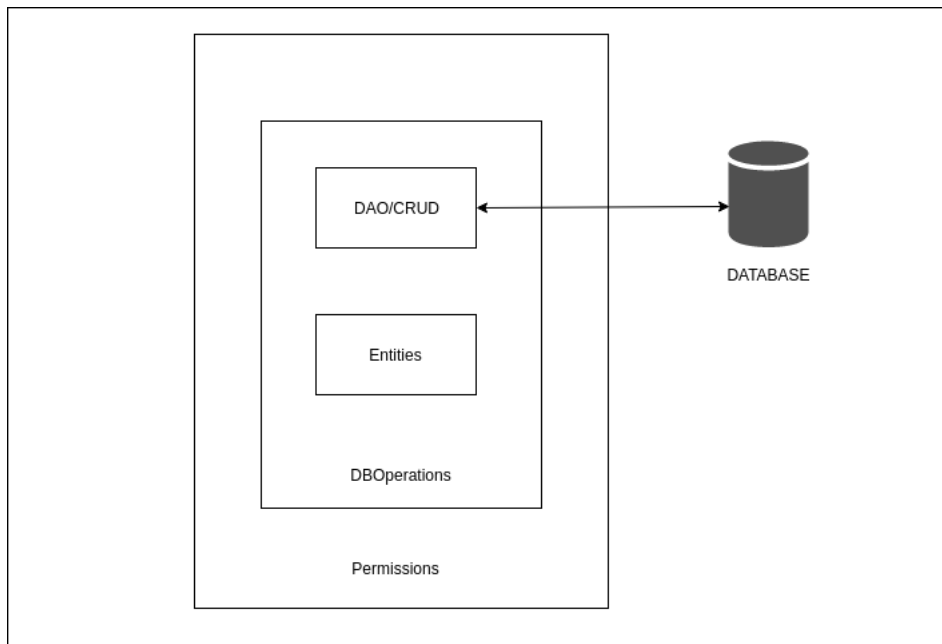 DAO/CRUD
DATABASE
Entities
DBOperations
Permissions